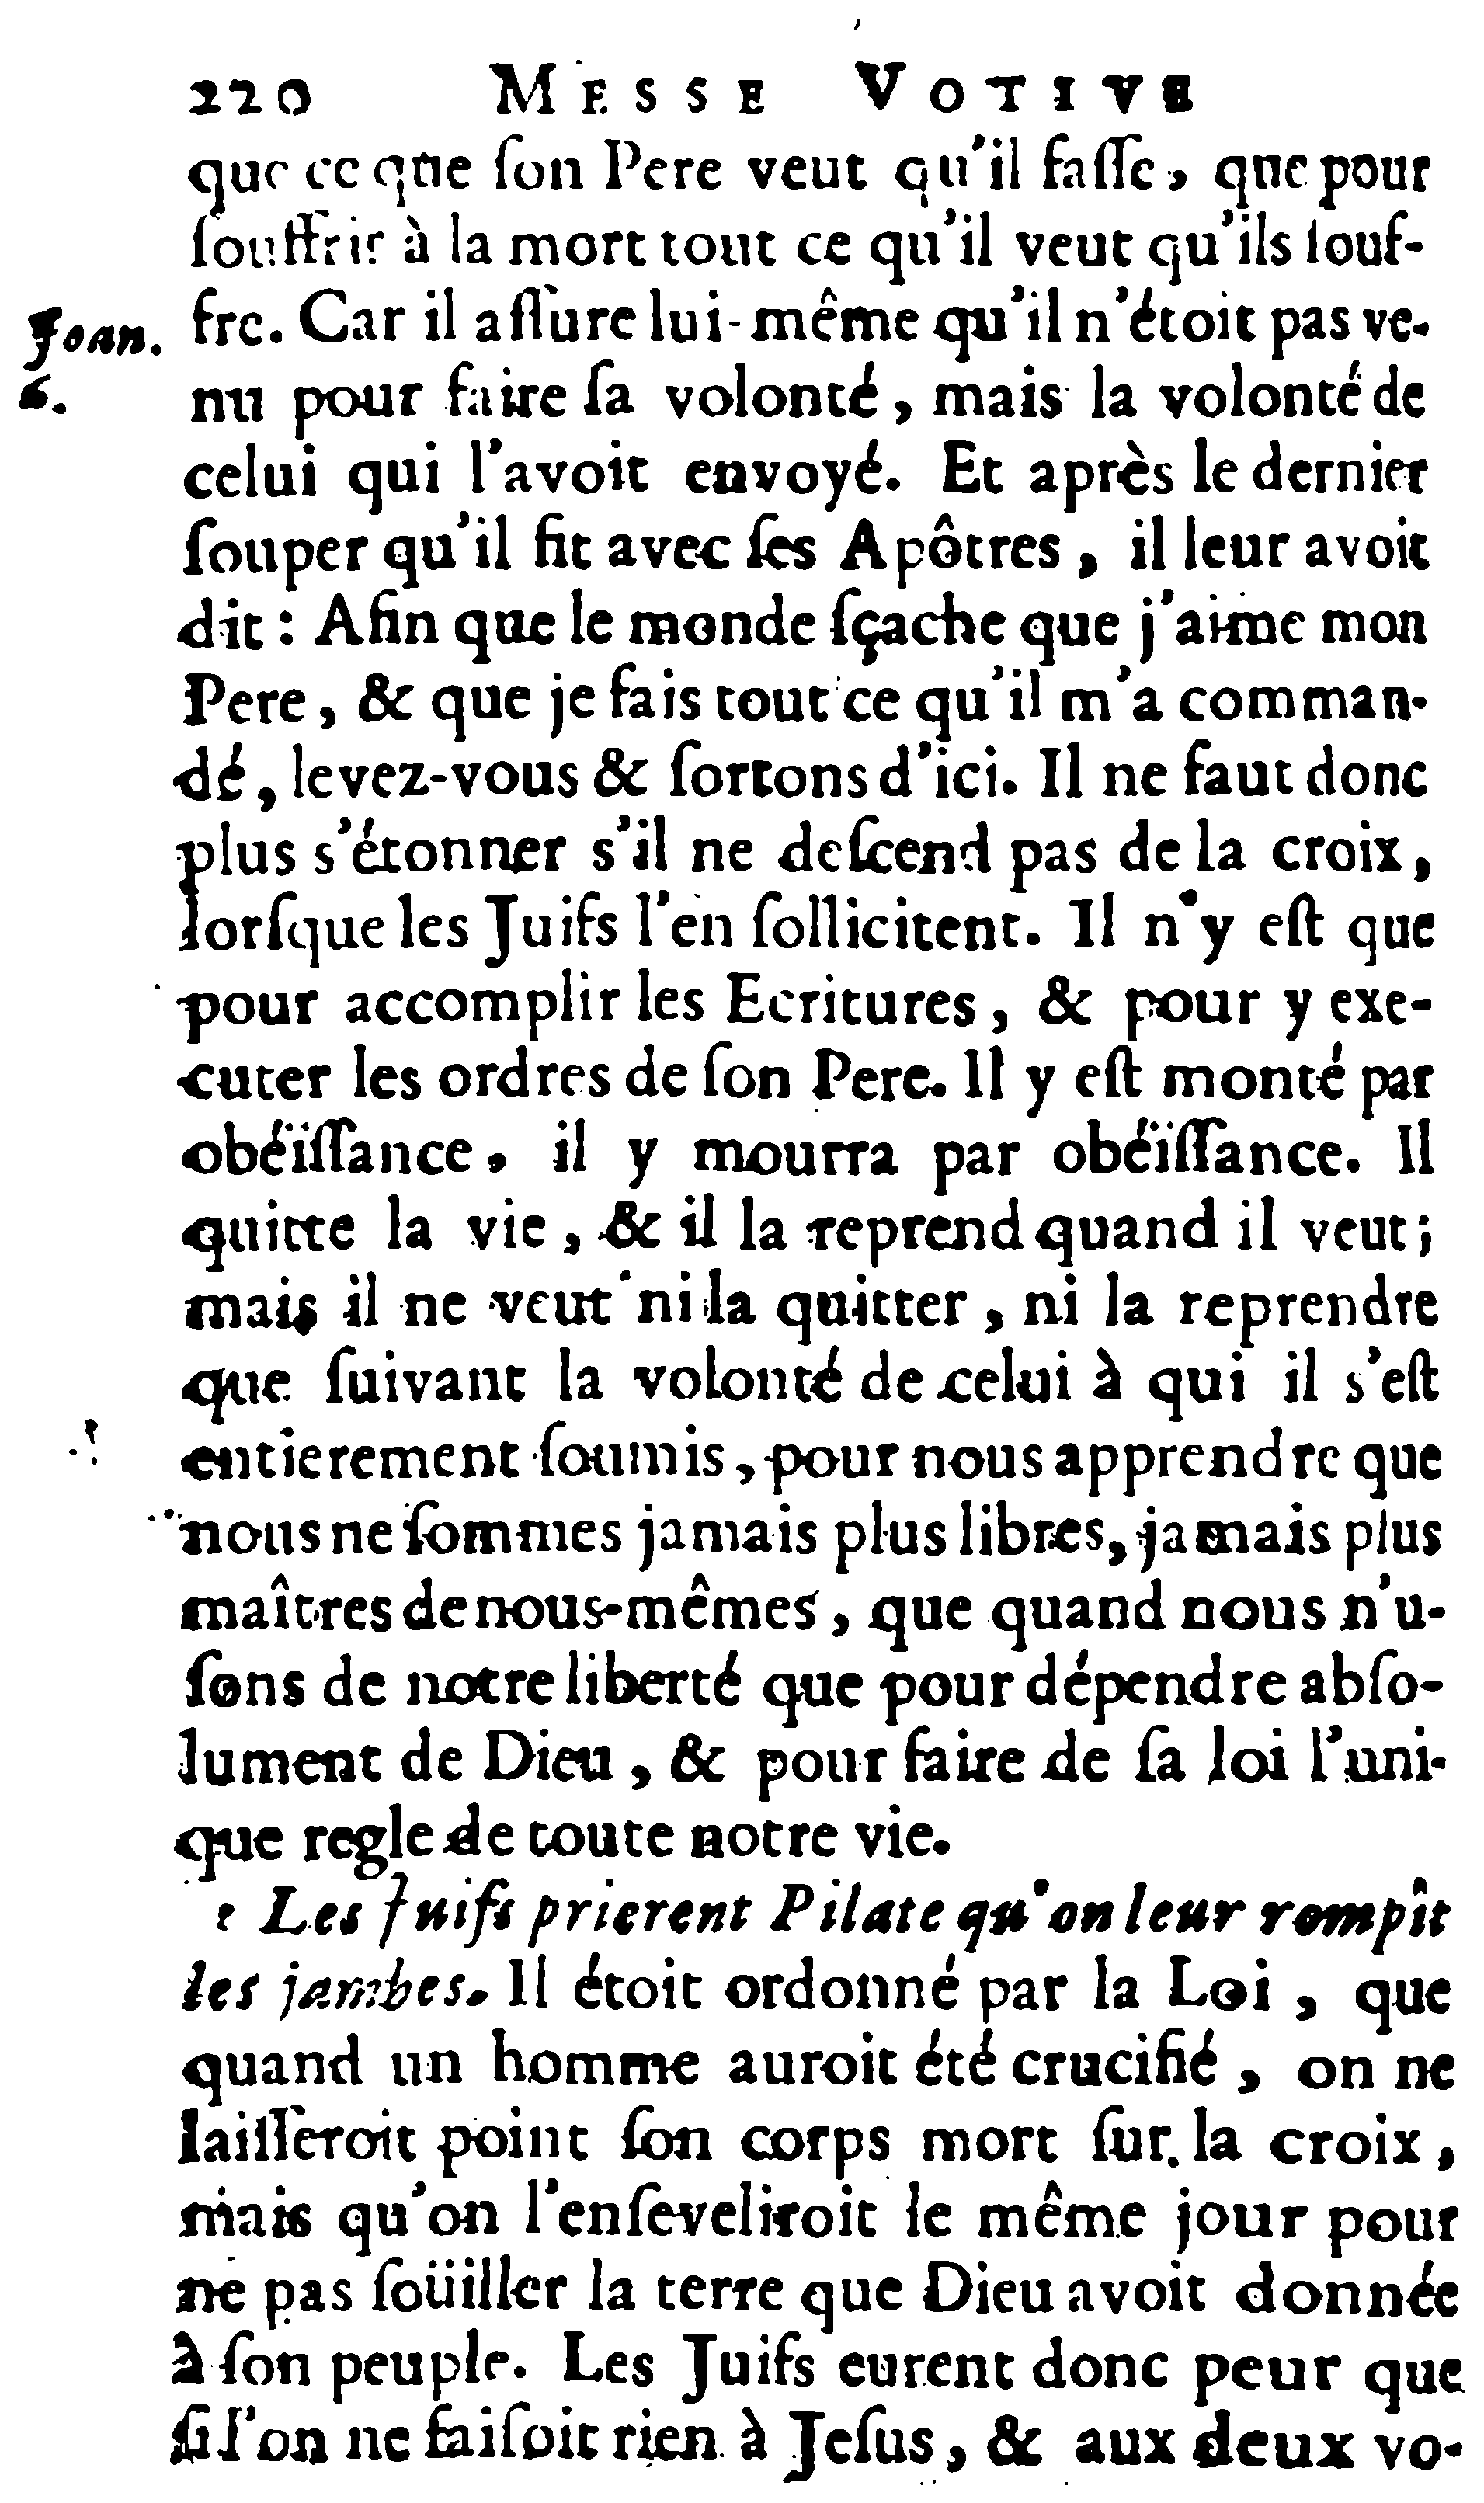 220 MESSE VOTIVE
que ce que ſon Pere veut qu'il faſſe, que pour
ſouffrir à la mort tout ce qu'il veut qu'ils ſouf-
Joan. 6.
fre. Car il aſſure lui-même qu'il n'étoit pas ve-
nu pour faire ſa volonté, mais la volonté de
celui qui l'avoit envoyé. Et après le dernier
ſouper qu'il fit avec ſes Apôtres, il leur avoit
dit : Afin que le monde ſçache que j'aime mon
Pere, & que je fais tout ce qu'il m'a comman-
dé, levez-vous & ſortons d'ici. Il ne faut donc
plus s'étonner s'il ne deſcend pas de la croix,
lorſque les Juifs l'en ſollicitent. Il n'y eſt que
pour accomplir les Ecritures, & pour y exe-
cuter les ordres de ſon Pere. Il y eſt monté par
obéïſſance, il y mourra par obéïſſance. Il
quitte la vie, & il la reprend quand il veut;
mais il ne veut ni la quitter, ni la reprendre
que ſuivant la volonté de celui à qui il s'eſt
entierement ſoumis, pour nous apprendre que
nous ne ſommes jamais plus libres, jamais plus
maîtres de nous-mêmes, que quand nous n'u-
ſons de notre liberté que pour dépendre abſo-
lument de Dieu, & pour faire de ſa loi l'uni-
que regle de toute notre vie.
Les Juifs prierent Pilate qu'on leur rompît
les jambes. Il étoit ordonné par la Loi, que
quand un homme auroit été crucifié, on ne
laiſſeroit point ſon corps mort ſur la croix,
mais qu'on l'enſeveliroit le même jour pour
ne pas ſoüiller la terre que Dieu avoit donnée
à ſon peuple. Les Juifs eurent donc peur que
ſi l'on ne faiſoit rien à Jeſus, & aux deux vo-